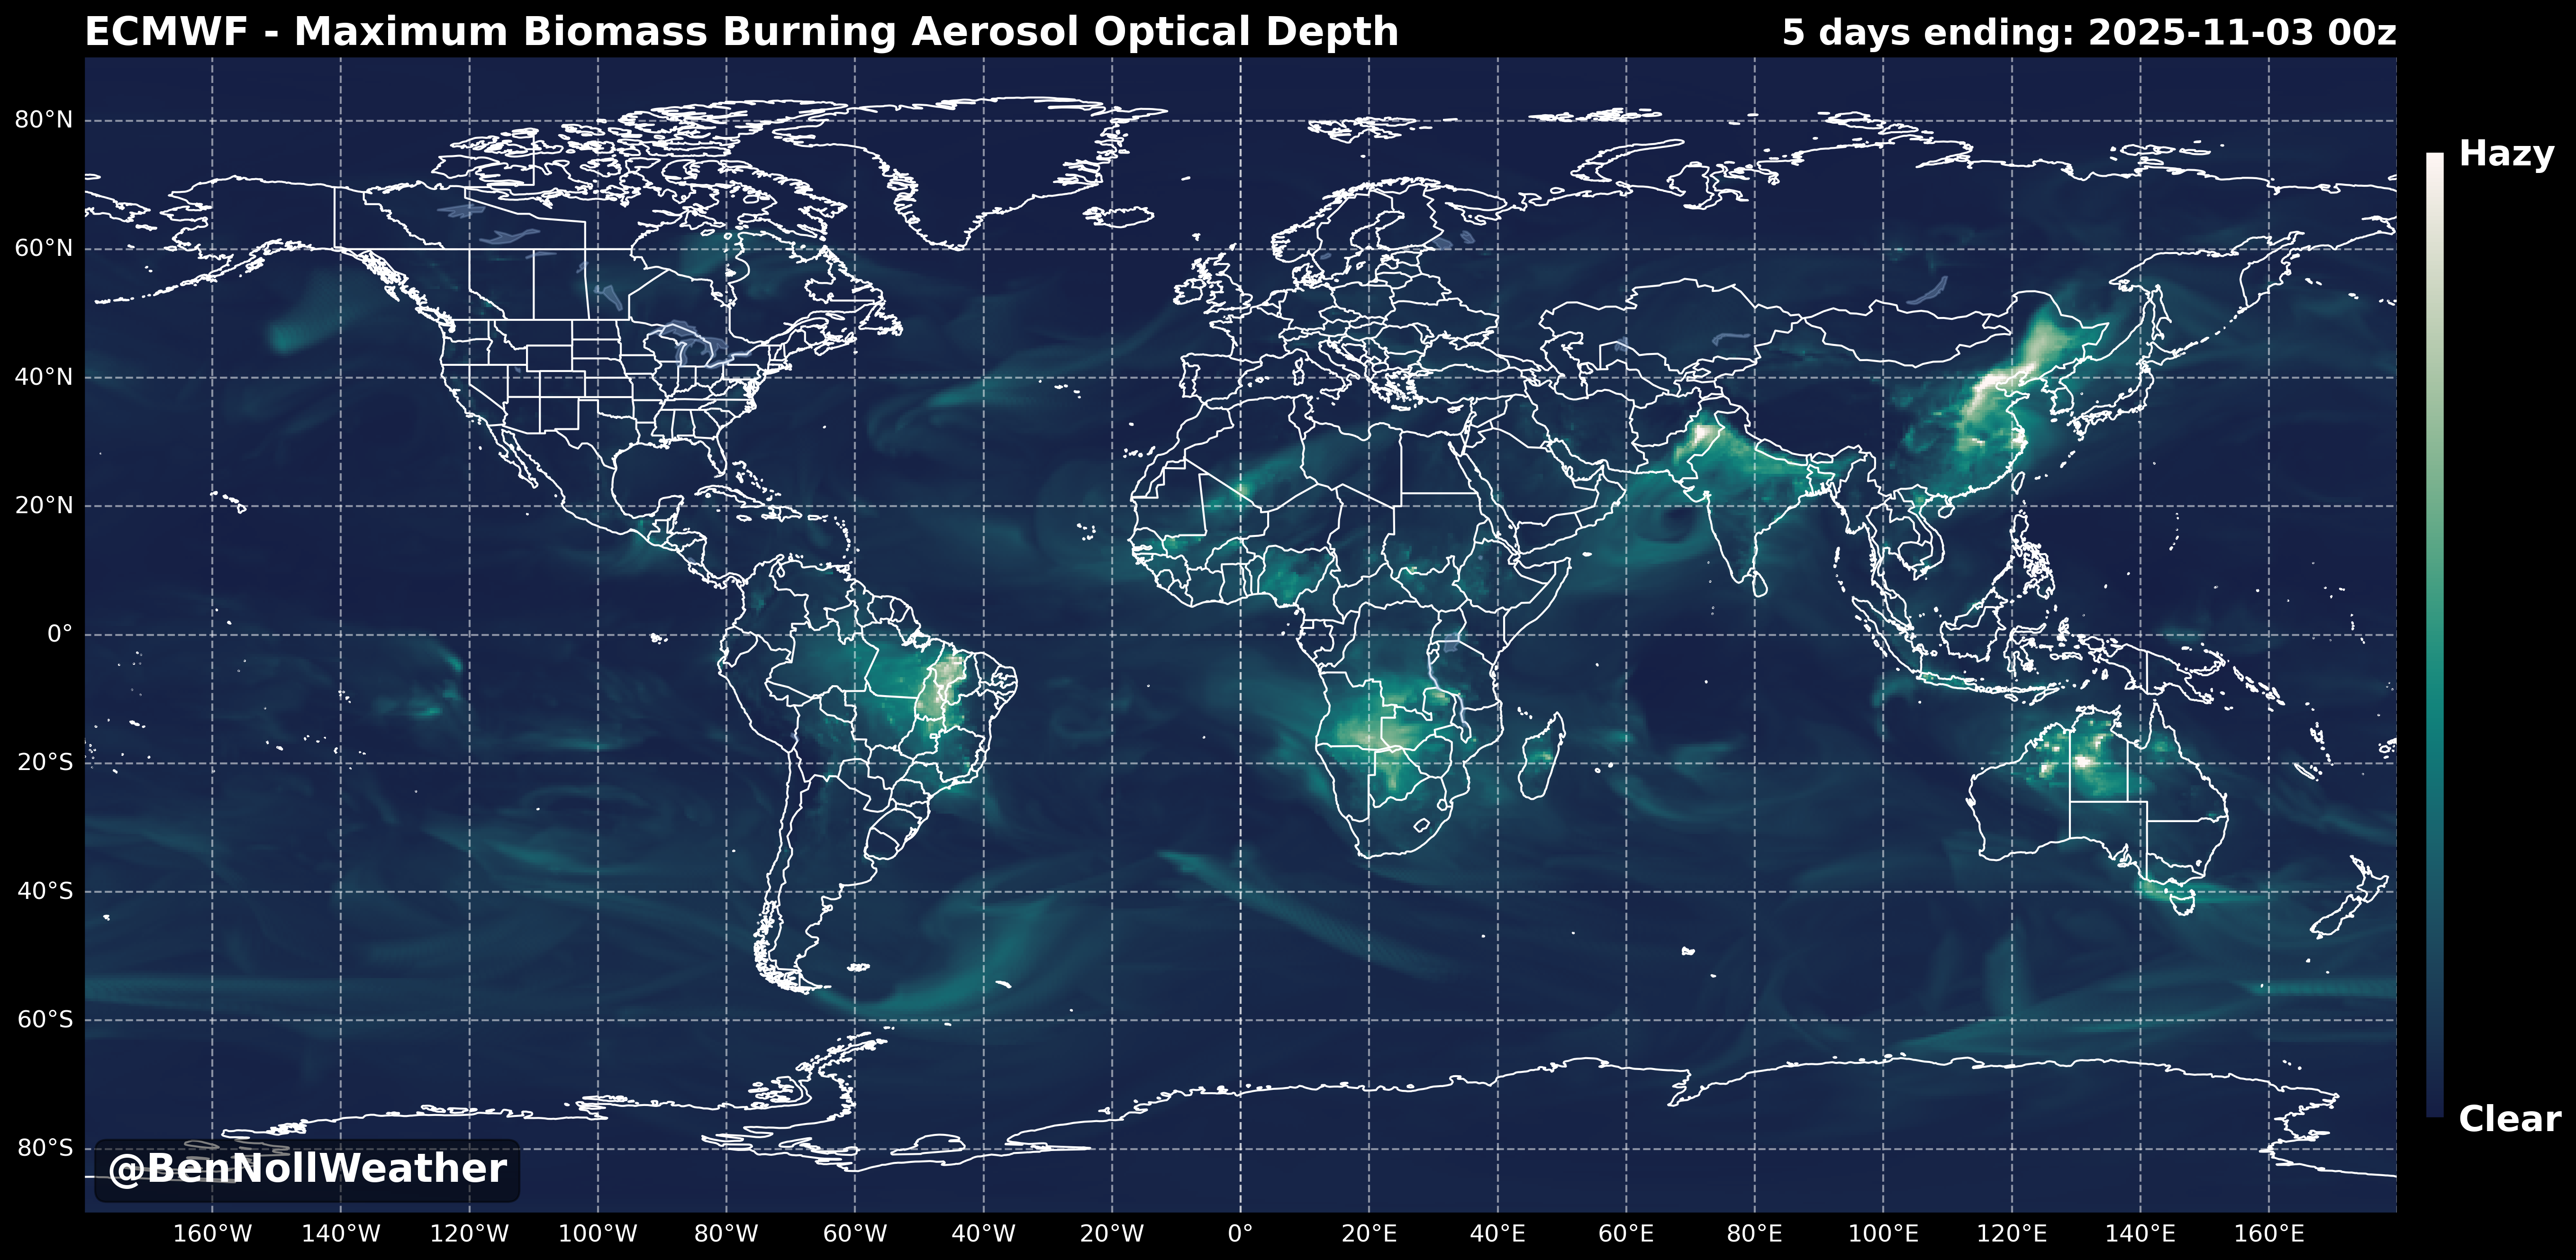 ECMWF - Maximum Biomass Burning Aerosol Optical Depth
5 days ending: 2025-11-03 00z
Hazy
80°N
60°N
40°N
20°N
0°
20°S
40°S
60°S
80°S
Clear
@BenNollWeather
160°W 140°W 120°W 100°W 80°W 60°W 40°W 20°W 0° 20°E 40°E 60°E 80°E 100°E 120°E 140°E 160°E